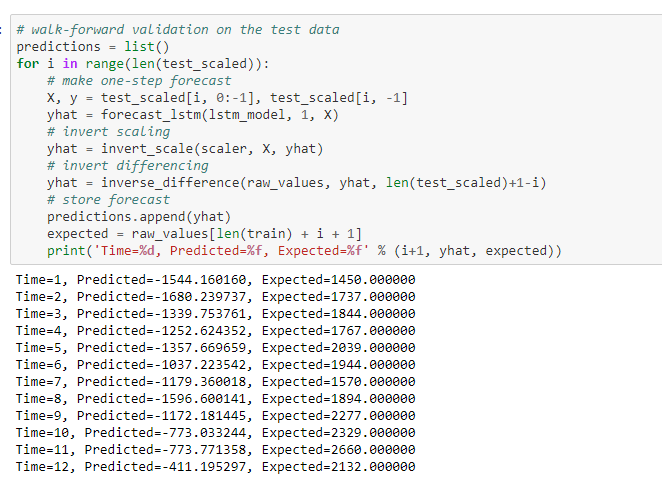 # walk-forward validation on the test data
predictions = list()
for i in range(len(test_scaled)):
    # make one-step forecast
    X, y = test_scaled[i, 0:-1], test_scaled[i, -1]
    yhat = forecast_lstm(lstm_model, 1, X)
    # invert scaling
    yhat = invert_scale(scaler, X, yhat)
    # invert differencing
    yhat = inverse_difference(raw_values, yhat, len(test_scaled)+1-i)
    # store forecast
    predictions.append(yhat)
    expected = raw_values[len(train) + i + 1]
    print('Time=%d, Predicted=%f, Expected=%f' % (i+1, yhat, expected))
Time=1, Predicted=-1544.160160, Expected=1450.000000
Time=2, Predicted=-1680.239737, Expected=1737.000000
Time=3, Predicted=-1339.753761, Expected=1844.000000
Time=4, Predicted=-1252.624352, Expected=1767.000000
Time=5, Predicted=-1357.669659, Expected=2039.000000
Time=6, Predicted=-1037.223542, Expected=1944.000000
Time=7, Predicted=-1179.360018, Expected=1570.000000
Time=8, Predicted=-1596.600141, Expected=1894.000000
Time=9, Predicted=-1172.181445, Expected=2277.000000
Time=10, Predicted=-773.033244, Expected=2329.000000
Time=11, Predicted=-773.771358, Expected=2660.000000
Time=12, Predicted=-411.195297, Expected=2132.000000